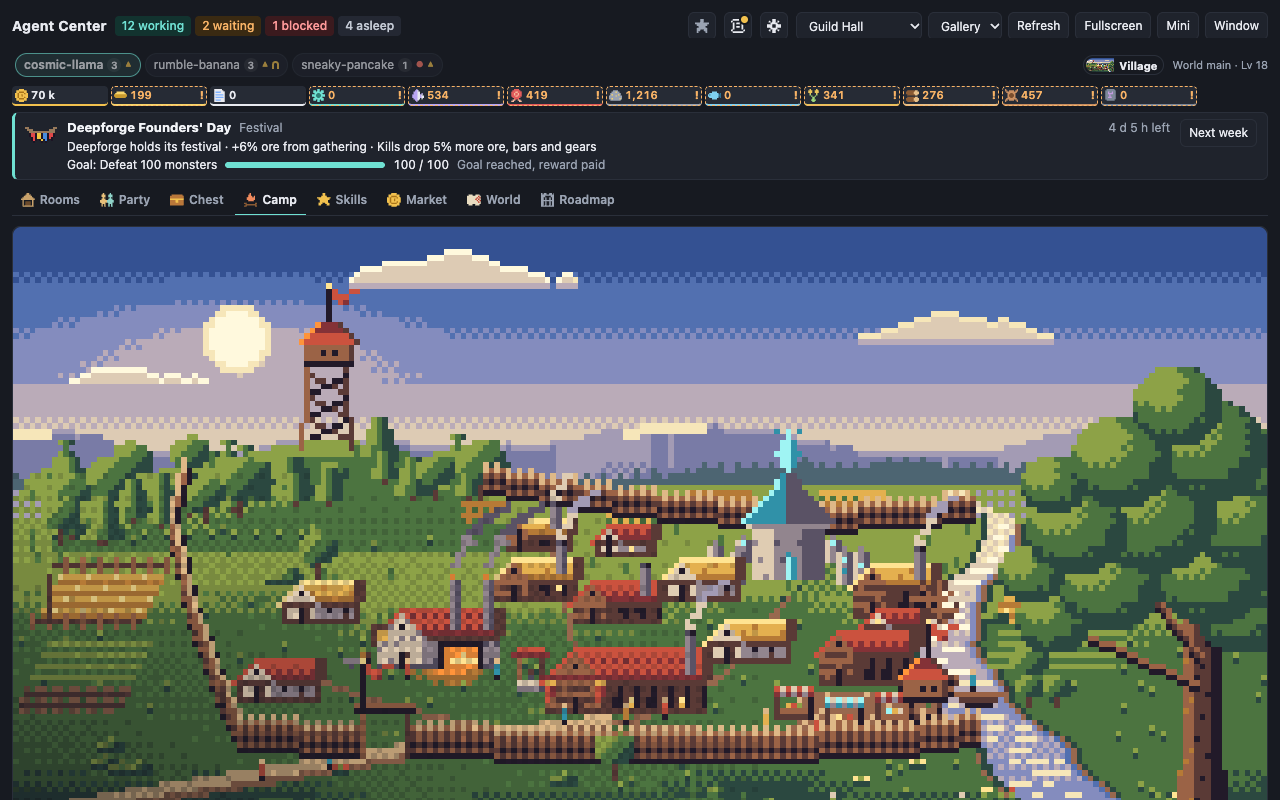 Agent Center 12 working 2 waiting 1 blocked 4 asleep Guild Hall Gallery Refresh Fullscreen Mini Window
cosmic-llama 3 rumble-banana 3 sneaky-pancake 1 Village World main · Lv 18
70 k 199 ! 0 0 ! 534 ! 419 ! 1,216 ! 0 ! 341 ! 276 ! 457 ! 0 !
Deepforge Founders' Day Festival 4 d 5 h left Next week
Deepforge holds its festival · +6% ore from gathering · Kills drop 5% more ore, bars and gears
Goal: Defeat 100 monsters 100 / 100 Goal reached, reward paid
Rooms Party Chest Camp Skills Market World Roadmap